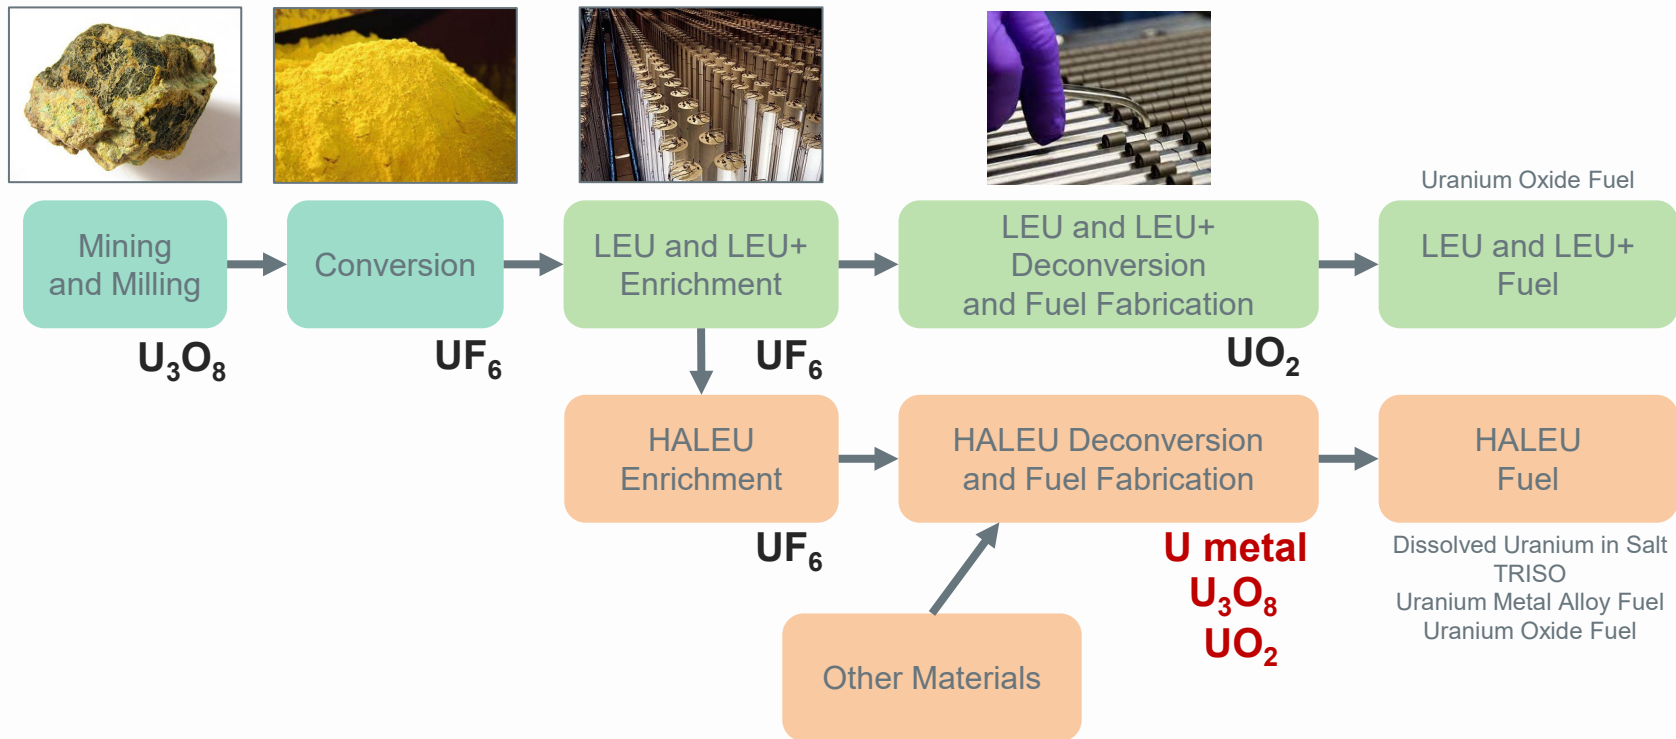 Uranium Oxide Fuel
Mining
and Milling
Conversion
LEU and LEU+
Enrichment
LEU and LEU+
Deconversion
and Fuel Fabrication
LEU and LEU+
Fuel
U₃O₈
UF₆
UF₆
UO₂
HALEU
Enrichment
HALEU Deconversion
and Fuel Fabrication
HALEU
Fuel
UF₆
U metal
U₃O₈
UO₂
Dissolved Uranium in Salt
TRISO
Uranium Metal Alloy Fuel
Uranium Oxide Fuel
Other Materials